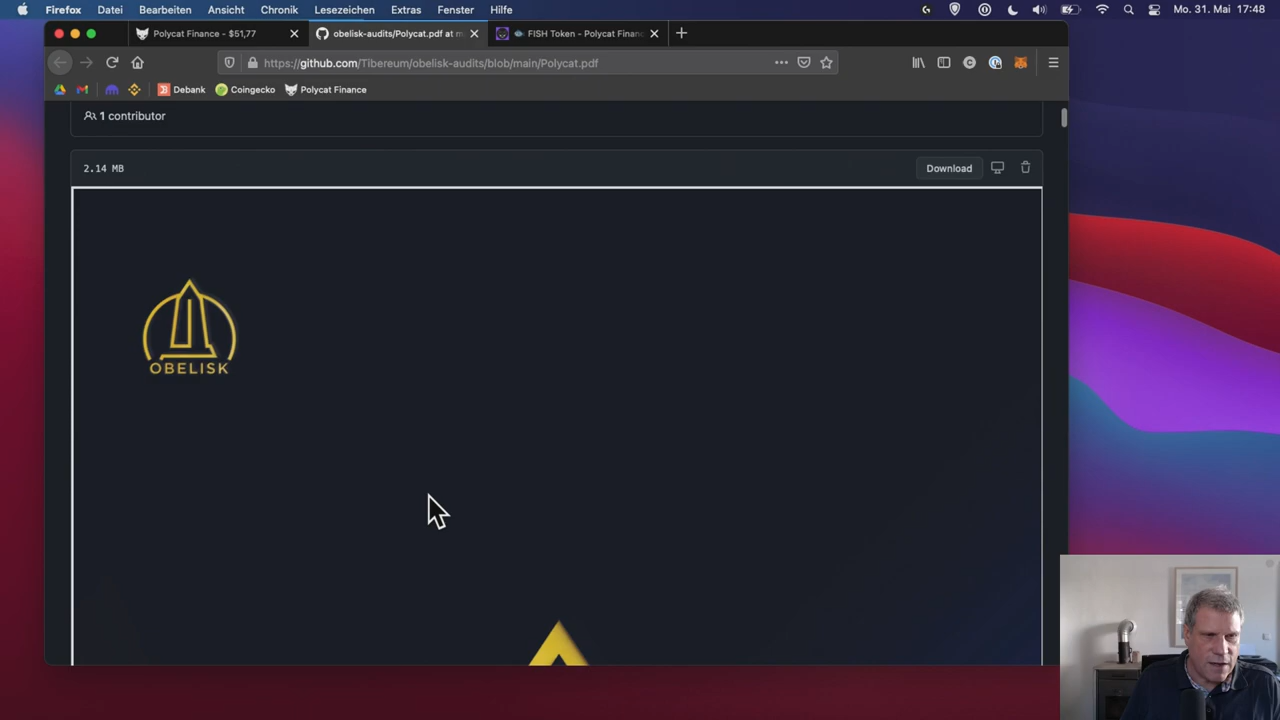 Firefox Datei Bearbeiten Ansicht Chronik Lesezeichen Extras Fenster Hilfe Mo. 31. Mai 17:48
Polycat Finance - $51,77 obelisk-audits/Polycat.pdf at m FISH Token - Polycat Financ
https://github.com/Tibereum/obelisk-audits/blob/main/Polycat.pdf
Debank Coingecko Polycat Finance
1 contributor
2.14 MB Download
OBELISK